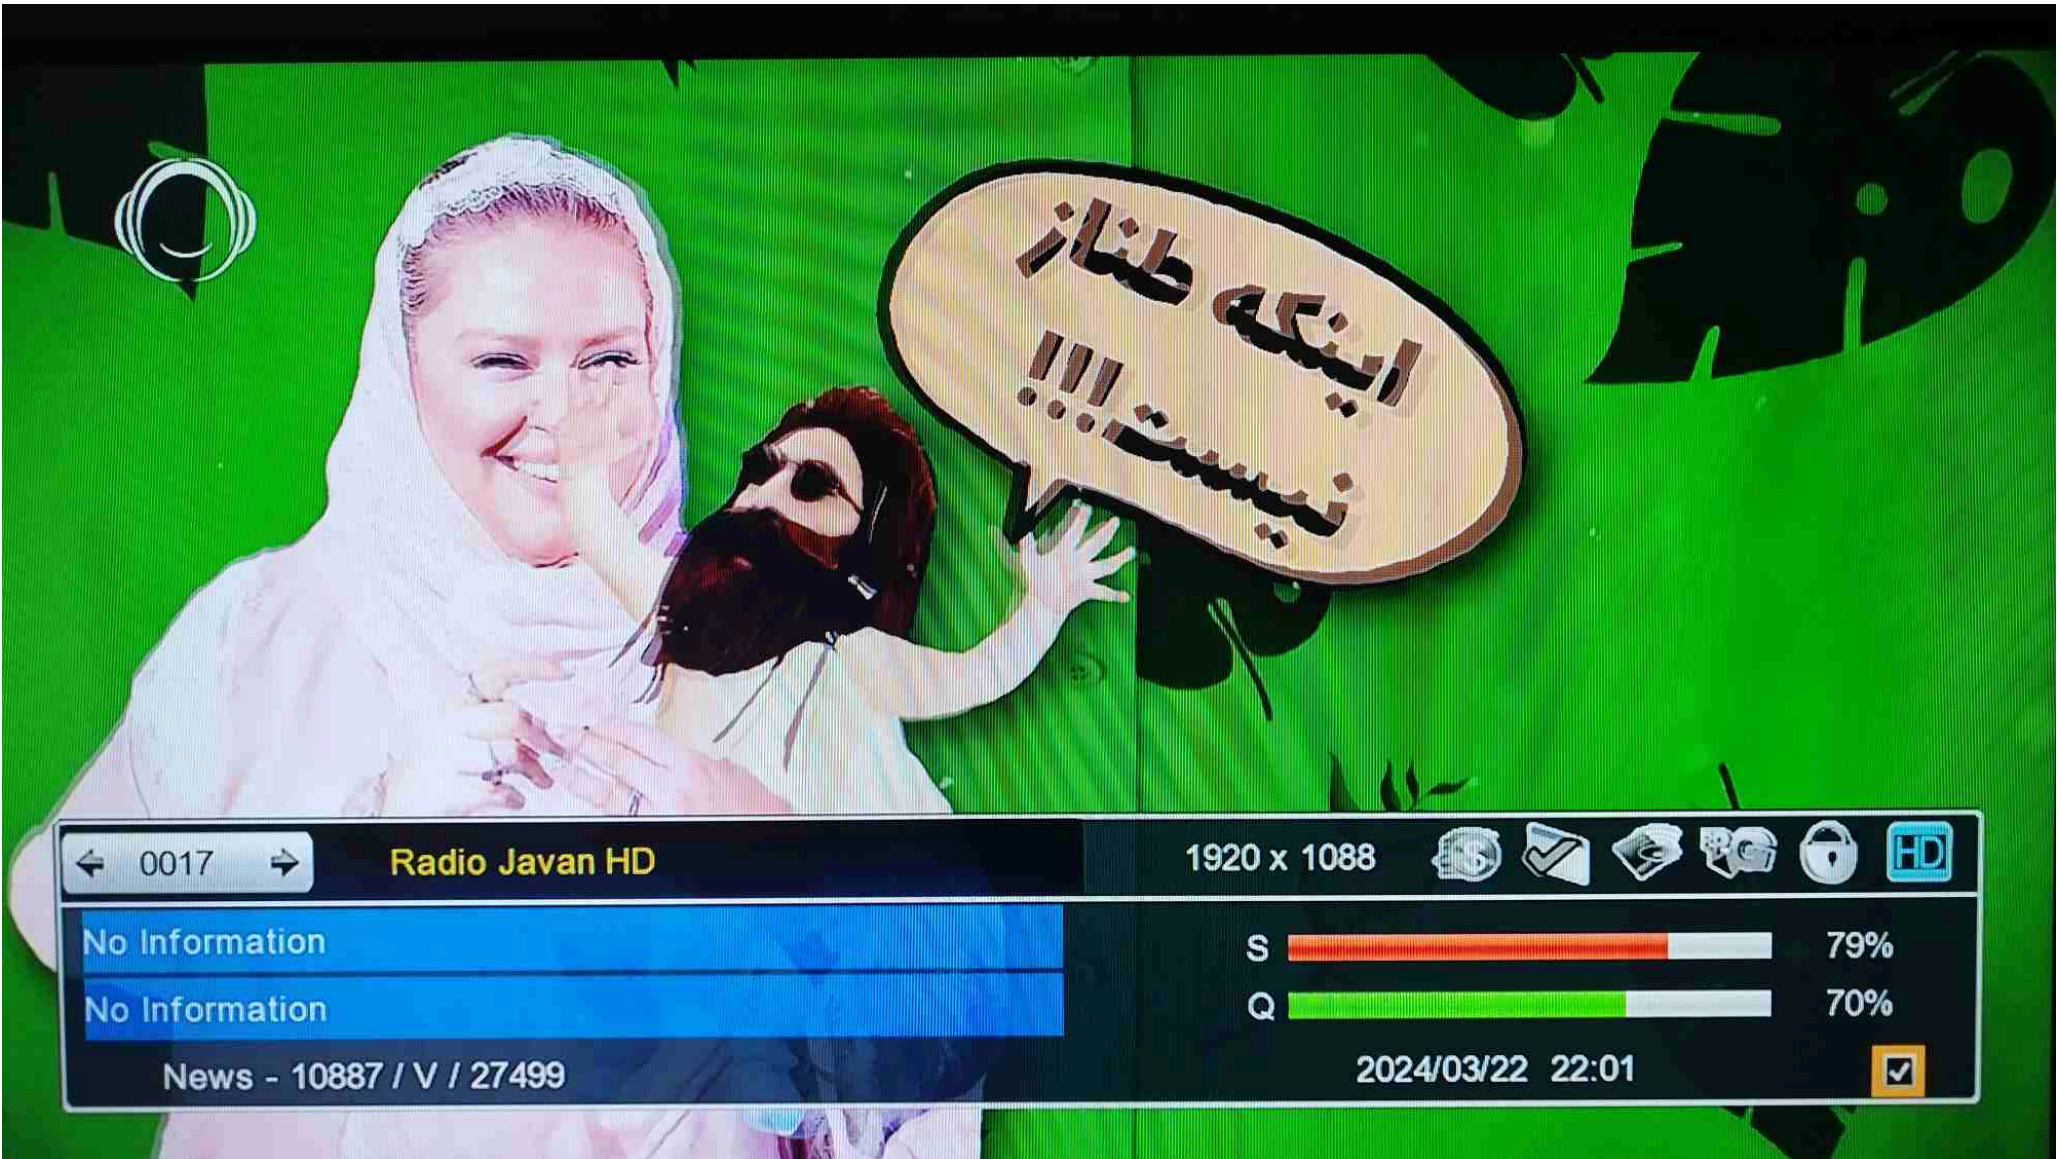 اینکه طناز
نیست!!!
0017
Radio Javan HD
1920 x 1088
$
G
HD
No Information
No Information
S 79%
Q 70%
News - 10887 / V / 27499
2024/03/22 22:01